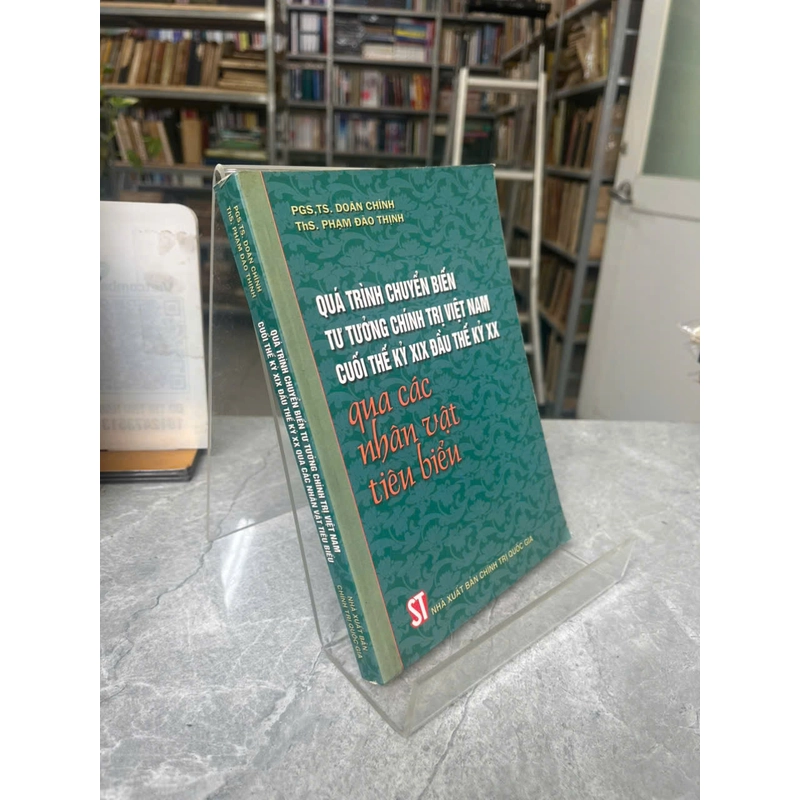 PGS,TS. DOÃN CHÍNH
ThS. PHẠM ĐÀO THỊNH
QUÁ TRÌNH CHUYỂN BIẾN
TƯ TƯỞNG CHÍNH TRỊ VIỆT NAM
CUỐI THẾ KỶ XIX ĐẦU THẾ KỶ XX
qua các
nhân vật
tiêu biểu
ST NHÀ XUẤT BẢN CHÍNH TRỊ QUỐC GIA
PGS,TS. DOÃN CHÍNH
ThS. PHẠM ĐÀO THỊNH
QUÁ TRÌNH CHUYỂN BIẾN TƯ TƯỞNG CHÍNH TRỊ VIỆT NAM
CUỐI THẾ KỶ XIX ĐẦU THẾ KỶ XX QUA CÁC NHÂN VẬT TIÊU BIỂU
NHÀ XUẤT BẢN
CHÍNH TRỊ QUỐC GIA